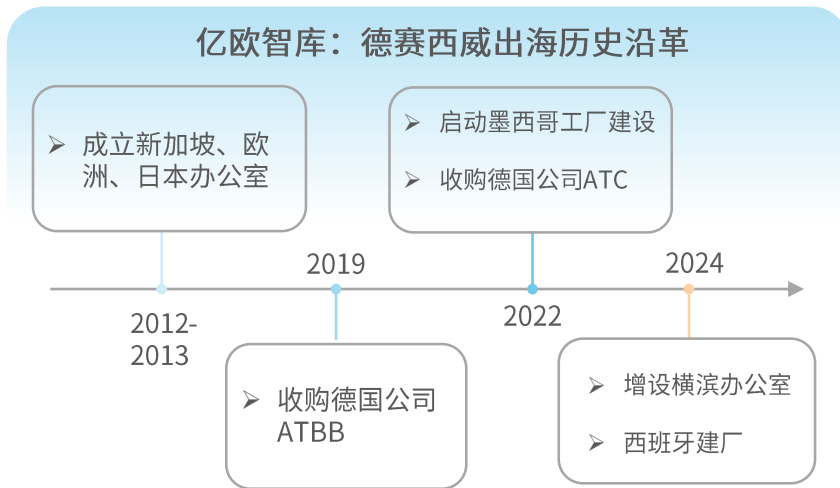 亿欧智库：德赛西威出海历史沿革
成立新加坡、欧
洲、日本办公室
启动墨西哥工厂建设
收购德国公司ATC
2019
2024
2012-
2013
2022
收购德国公司
ATBB
增设横滨办公室
西班牙建厂